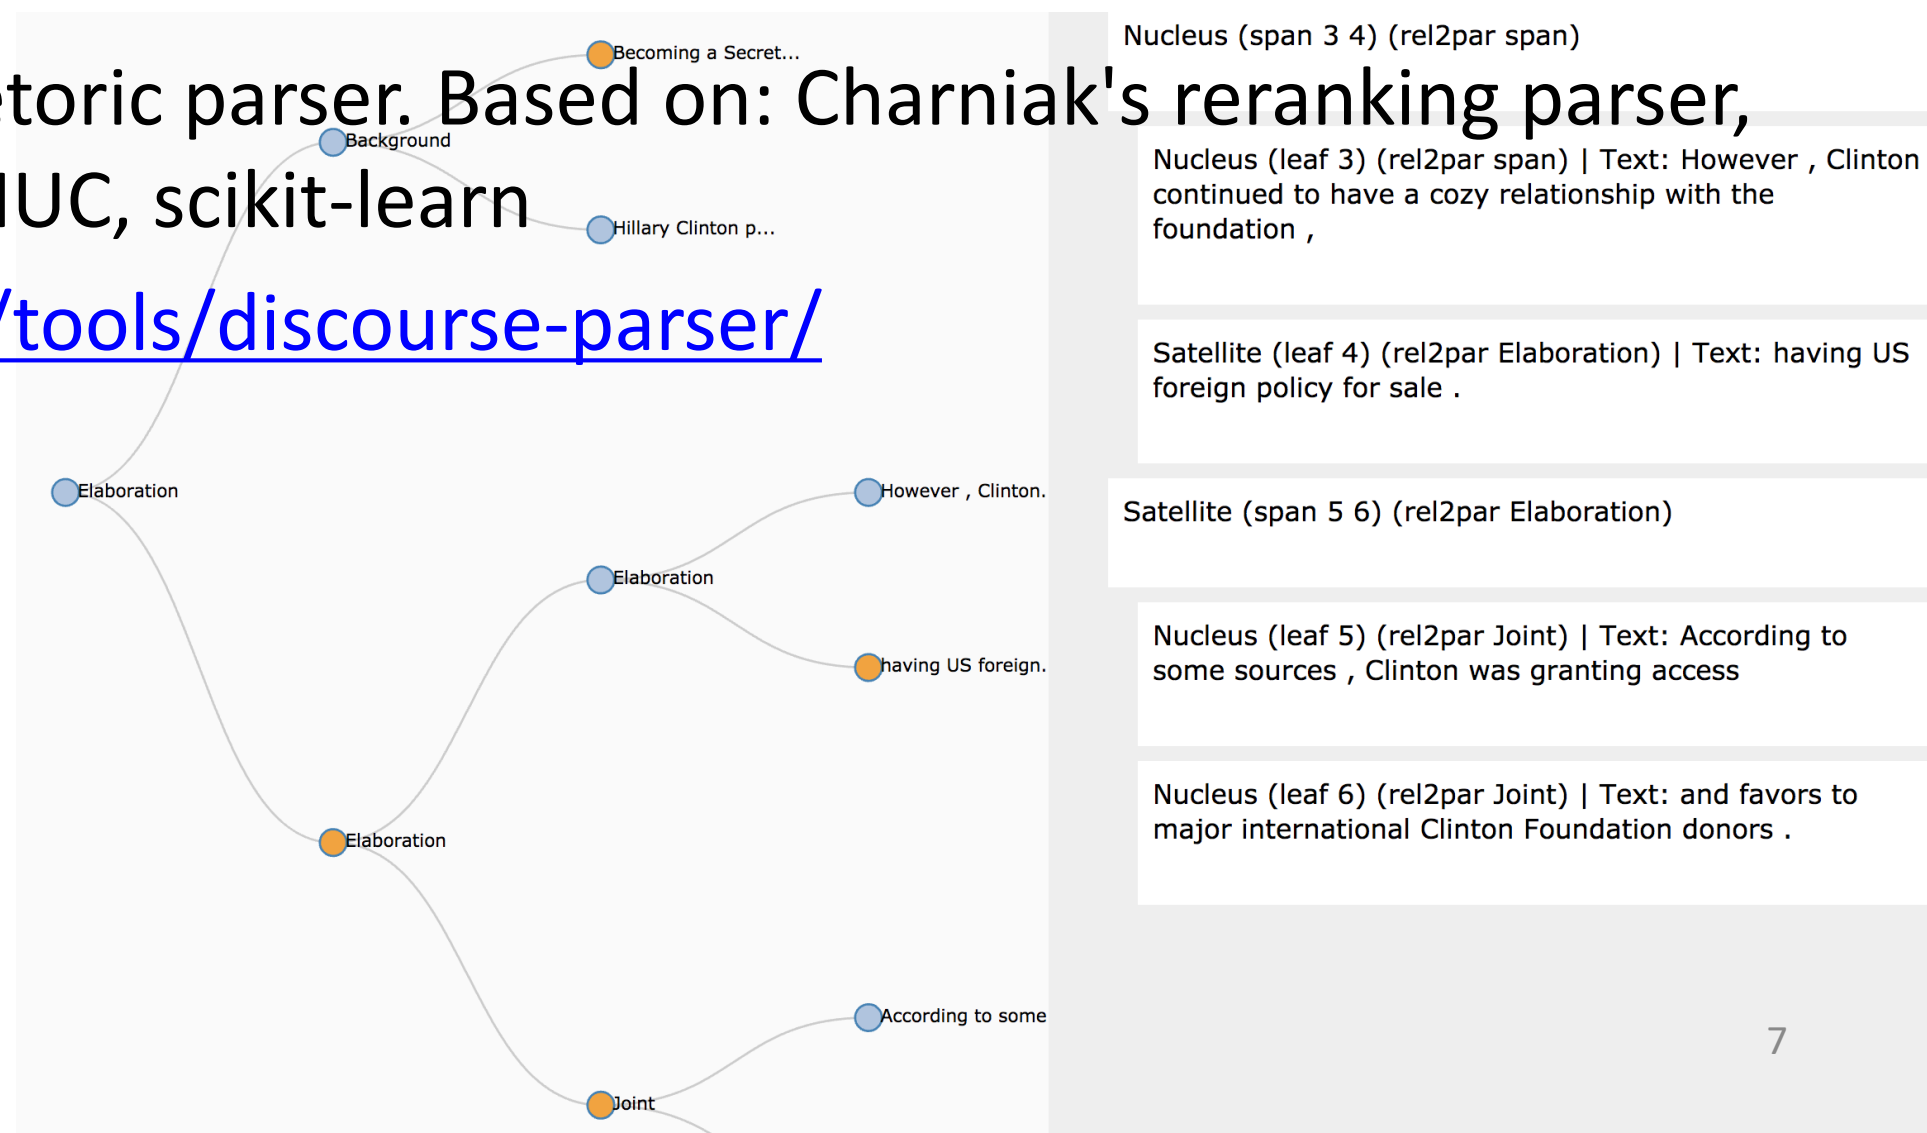 Becoming a Secret...
etoric parser. Based on: Charniak's reranking parser,
Background
IUC, scikit-learn
Hillary Clinton p...
/tools/discourse-parser/
Elaboration
However , Clinton.
Elaboration
having US foreign.
Elaboration
According to some
Joint
Nucleus (span 3 4) (rel2par span)
Nucleus (leaf 3) (rel2par span) | Text: However , Clinton
continued to have a cozy relationship with the
foundation ,
Satellite (leaf 4) (rel2par Elaboration) | Text: having US
foreign policy for sale .
Satellite (span 5 6) (rel2par Elaboration)
Nucleus (leaf 5) (rel2par Joint) | Text: According to
some sources , Clinton was granting access
Nucleus (leaf 6) (rel2par Joint) | Text: and favors to
major international Clinton Foundation donors .
7